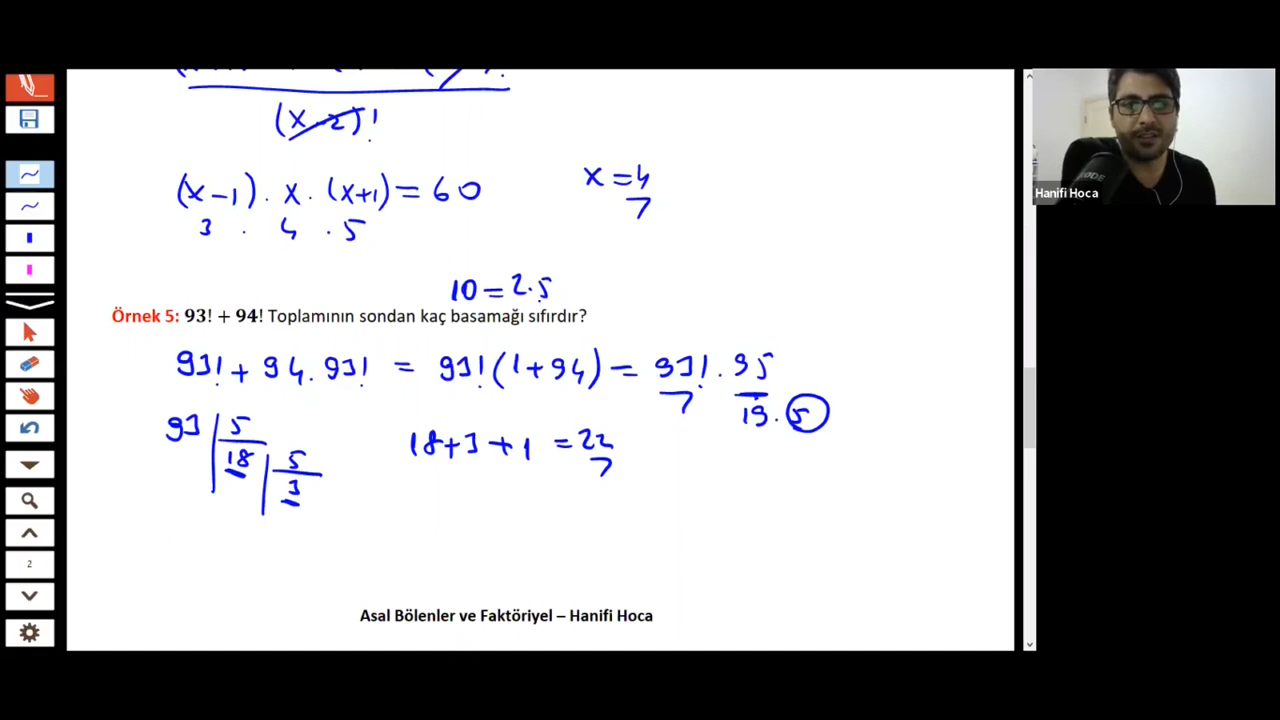 (x-2)!
(x-1) . x . (x+1) = 60
x = 4
3 . 4 . 5
10 = 2.5
Örnek 5: 93! + 94! Toplamının sondan kaç basamağı sıfırdır?
93! + 94. 93! = 93! (1+94) = 93! . 95
19 . 5
93 5
18 5
3
18+3+1 = 22
Asal Bölenler ve Faktöriyel – Hanifi Hoca
Hanifi Hoca
2